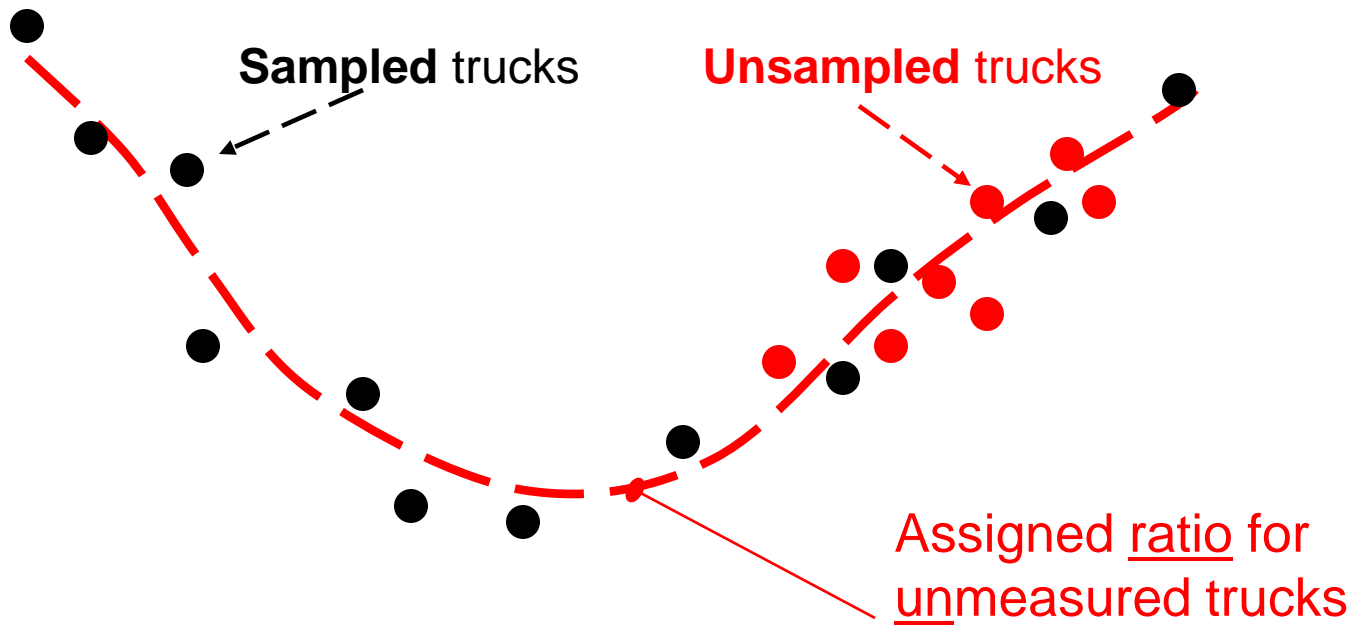 Sampled trucks
Unsampled trucks
Assigned ratio for
unmeasured trucks